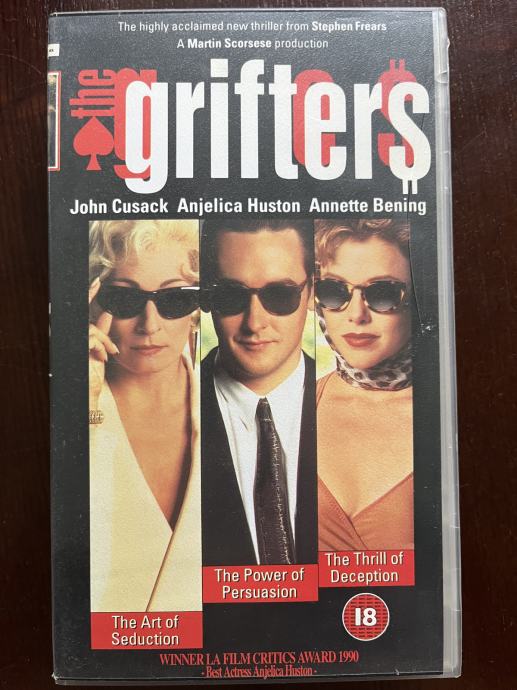 The highly acclaimed new thriller from Stephen Frears
A Martin Scorsese production
the grifter$
John Cusack Anjelica Huston Annette Bening
The Art of
Seduction
The Power of
Persuasion
The Thrill of
Deception
18
WINNER LA FILM CRITICS AWARD 1990
- Best Actress Anjelica Huston -